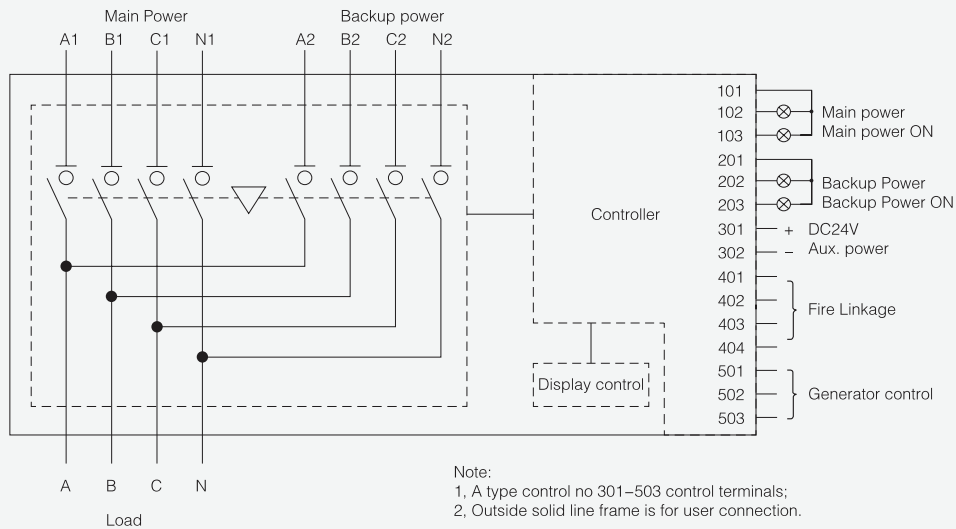 Main Power
Backup power
A1 B1 C1 N1 A2 B2 C2 N2
101
102 Main power
103 Main power ON
201
202 Backup Power
203 Backup Power ON
Controller
301 + DC24V
302 – Aux. power
401
402
Fire Linkage
403
404
501
Display control
502 Generator control
503
A B C N
Load
Note:
1, A type control no 301–503 control terminals;
2, Outside solid line frame is for user connection.